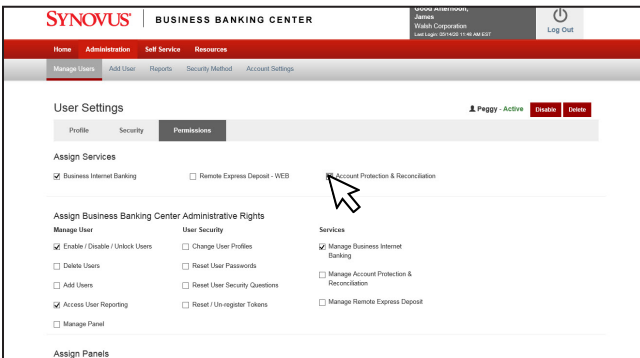 SYNOVUS® BUSINESS BANKING CENTER
Good Afternoon,
James
Walsh Corporation
Last Login: 05/14/20 11:46 AM EST
Log Out
Home Administration Self Service Resources
Manage Users Add User Reports Security Method Account Settings
User Settings
Peggy - Active Disable Delete
Profile Security Permissions
Assign Services
Business Internet Banking Remote Express Deposit - WEB Account Protection & Reconciliation
Assign Business Banking Center Administrative Rights
Manage User User Security Services
Enable / Disable / Unlock Users Change User Profiles Manage Business Internet
Banking
Delete Users Reset User Passwords Manage Account Protection &
Reconciliation
Add Users Reset User Security Questions
Manage Remote Express Deposit
Access User Reporting Reset / Un-register Tokens
Manage Panel
Assign Panels